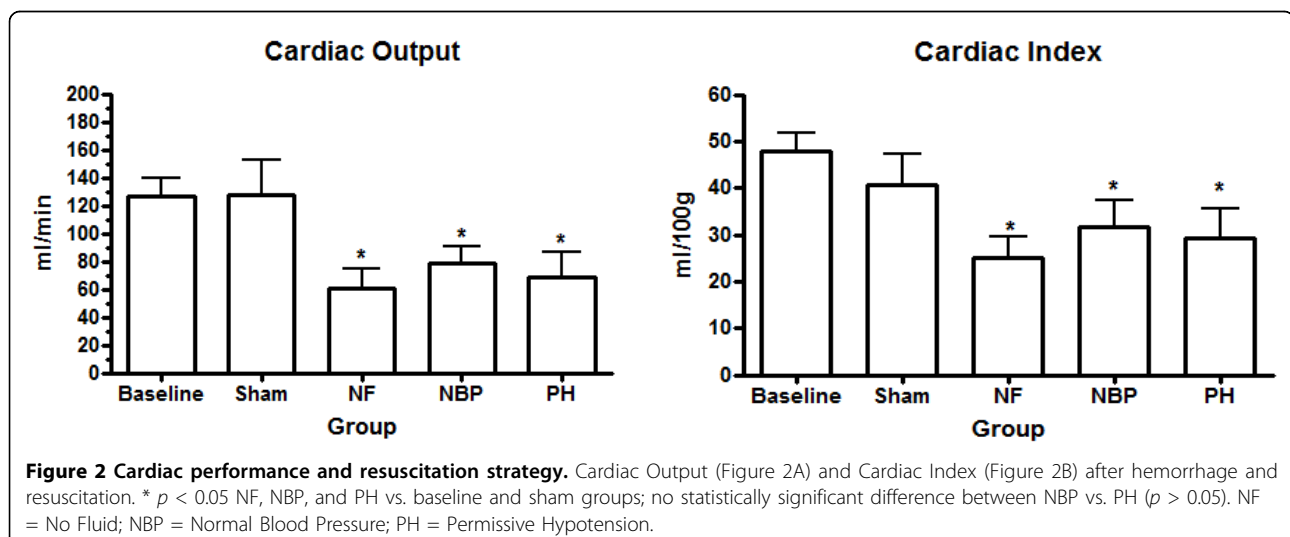 Cardiac Output
Cardiac Index
200
180
160
140
120
100
80
60
40
20
0
ml/min
*
*
*
Baseline Sham NF NBP PH
Group
60
50
40
30
20
10
0
ml/100g
*
*
*
Baseline Sham NF NBP PH
Group
Figure 2 Cardiac performance and resuscitation strategy. Cardiac Output (Figure 2A) and Cardiac Index (Figure 2B) after hemorrhage and
resuscitation. * p < 0.05 NF, NBP, and PH vs. baseline and sham groups; no statistically significant difference between NBP vs. PH (p > 0.05). NF
= No Fluid; NBP = Normal Blood Pressure; PH = Permissive Hypotension.